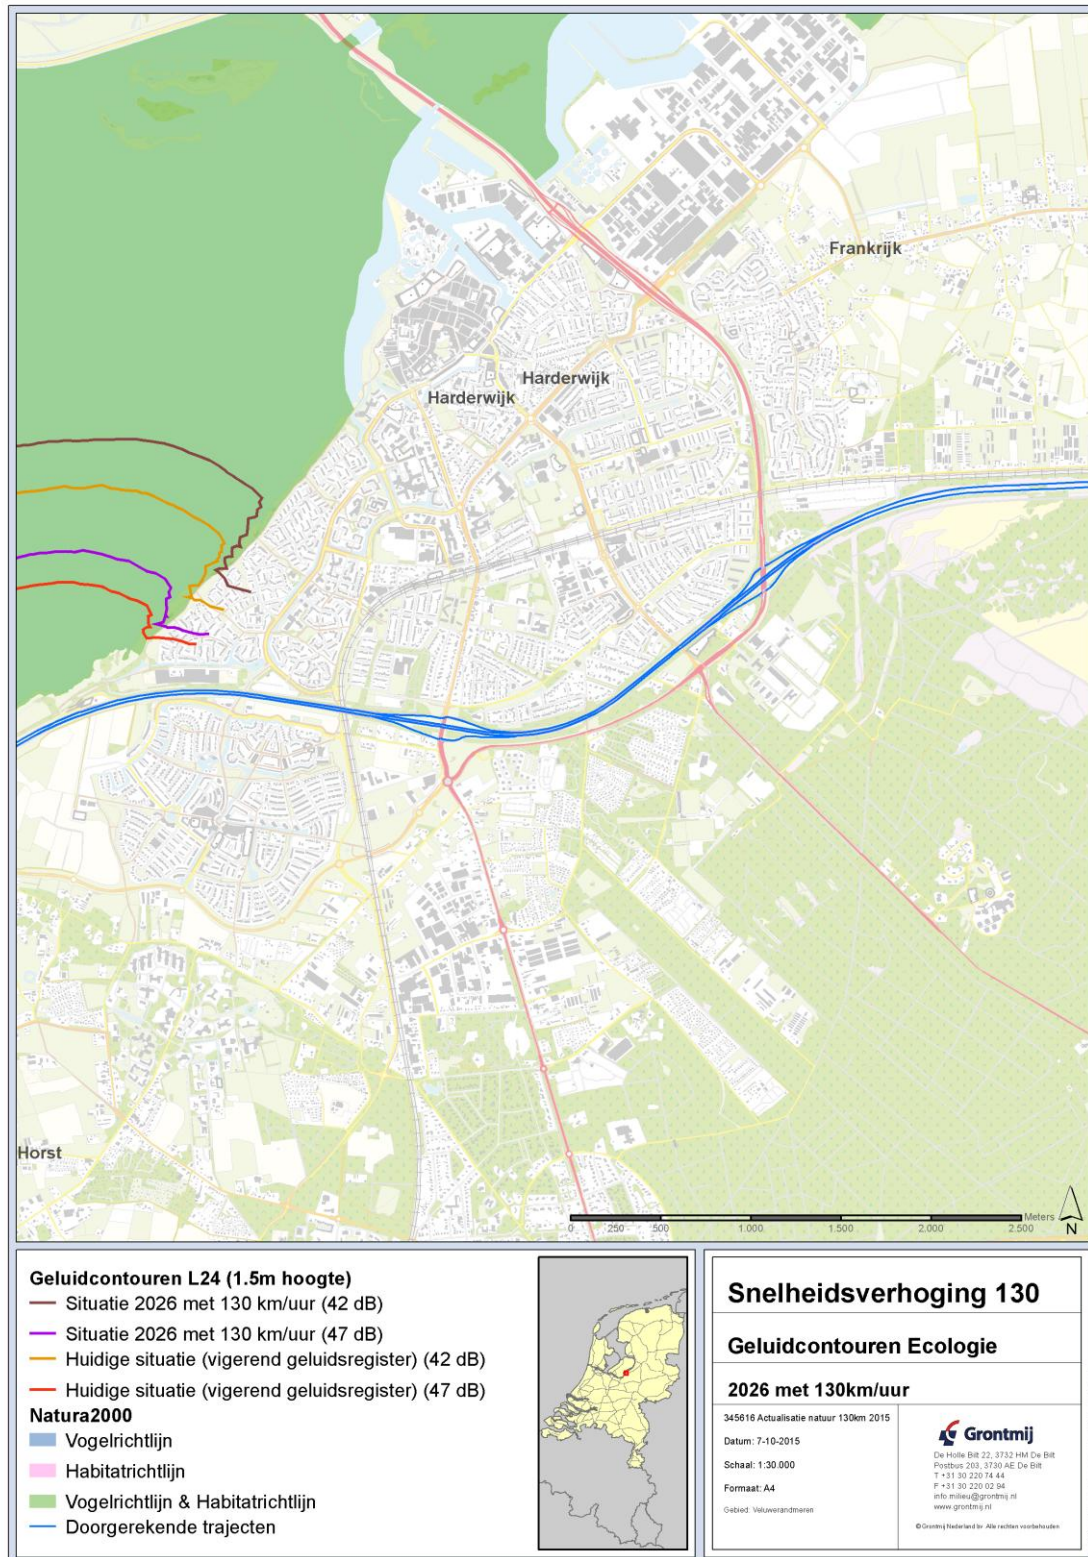 Frankrijk
Harderwijk
Harderwijk
Horst
Meters
0 250 500 1.000 1.500 2.000 2.500
N
Geluidcontouren L24 (1.5m hoogte)
Situatie 2026 met 130 km/uur (42 dB)
Situatie 2026 met 130 km/uur (47 dB)
Huidige situatie (vigerend geluidsregister) (42 dB)
Huidige situatie (vigerend geluidsregister) (47 dB)
Natura2000
Vogelrichtlijn
Habitatrichtlijn
Vogelrichtlijn & Habitatrichtlijn
Doorgerekende trajecten
Snelheidsverhoging 130
Geluidcontouren Ecologie
2026 met 130km/uur
345616 Actualisatie natuur 130km 2015
Datum: 7-10-2015
Schaal: 1:30.000
Formaat: A4
Gebied: Veluwerandmeren
Grontmij
De Holle Bilt 22, 3732 HM De Bilt
Postbus 203, 3730 AE De Bilt
T +31 30 220 74 44
F +31 30 220 02 94
info.milieu@grontmij.nl
www.grontmij.nl
© Grontmij Nederland bv Alle rechten voorbehouden